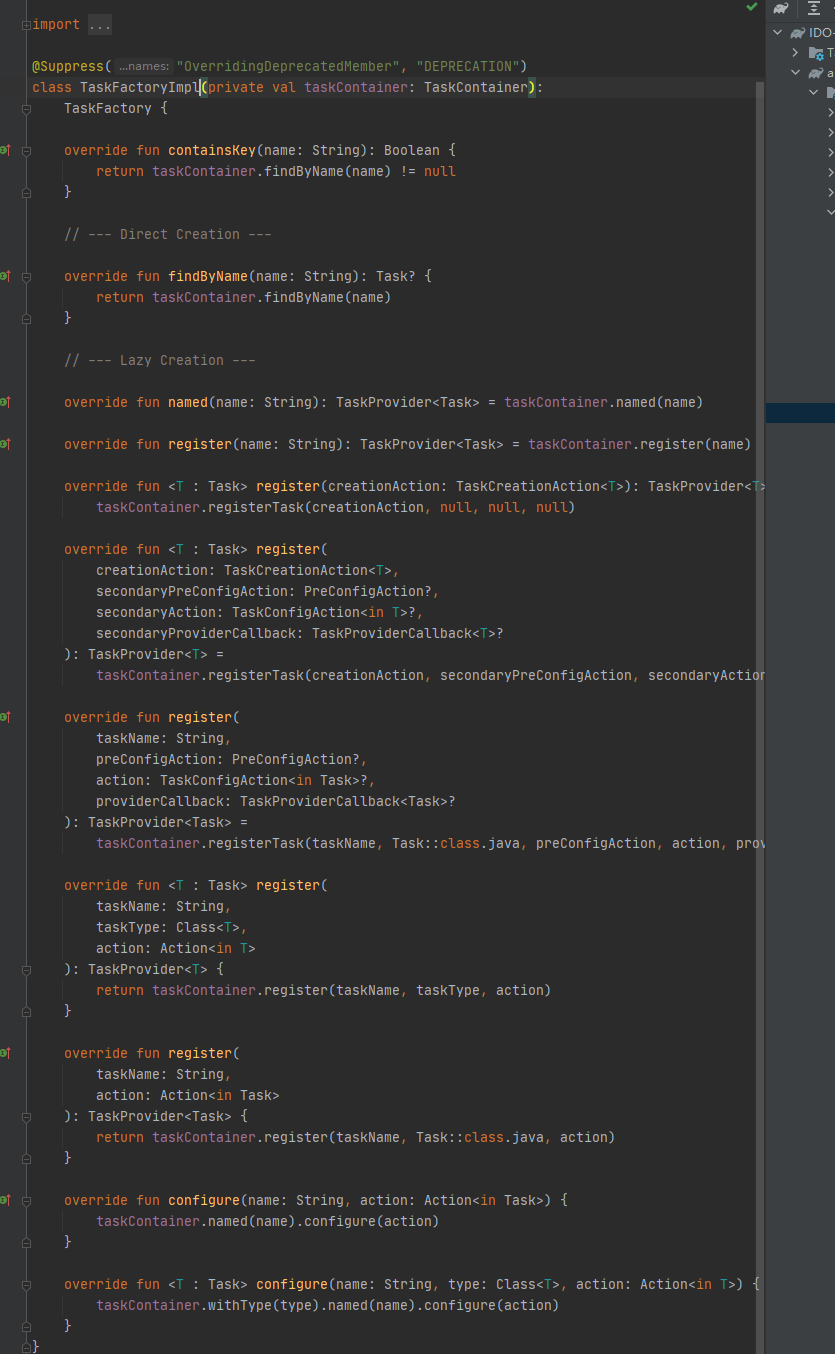 import ...
@Suppress( ...names: "OverridingDeprecatedMember", "DEPRECATION")
class TaskFactoryImpl(private val taskContainer: TaskContainer):
    TaskFactory {
    override fun containsKey(name: String): Boolean {
        return taskContainer.findByName(name) != null
    }
    // --- Direct Creation ---
    override fun findByName(name: String): Task? {
        return taskContainer.findByName(name)
    }
    // --- Lazy Creation ---
    override fun named(name: String): TaskProvider<Task> = taskContainer.named(name)
    override fun register(name: String): TaskProvider<Task> = taskContainer.register(name)
    override fun <T : Task> register(creationAction: TaskCreationAction<T>): TaskProvider<T>
        taskContainer.registerTask(creationAction, null, null, null)
    override fun <T : Task> register(
        creationAction: TaskCreationAction<T>,
        secondaryPreConfigAction: PreConfigAction?,
        secondaryAction: TaskConfigAction<in T>?,
        secondaryProviderCallback: TaskProviderCallback<T>?
    ): TaskProvider<T> =
        taskContainer.registerTask(creationAction, secondaryPreConfigAction, secondaryAction
    override fun register(
        taskName: String,
        preConfigAction: PreConfigAction?,
        action: TaskConfigAction<in Task>?,
        providerCallback: TaskProviderCallback<Task>?
    ): TaskProvider<Task> =
        taskContainer.registerTask(taskName, Task::class.java, preConfigAction, action, prov
    override fun <T : Task> register(
        taskName: String,
        taskType: Class<T>,
        action: Action<in T>
    ): TaskProvider<T> {
        return taskContainer.register(taskName, taskType, action)
    }
    override fun register(
        taskName: String,
        action: Action<in Task>
    ): TaskProvider<Task> {
        return taskContainer.register(taskName, Task::class.java, action)
    }
    override fun configure(name: String, action: Action<in Task>) {
        taskContainer.named(name).configure(action)
    }
    override fun <T : Task> configure(name: String, type: Class<T>, action: Action<in T>) {
        taskContainer.withType(type).named(name).configure(action)
    }
}
IDO-
T
a